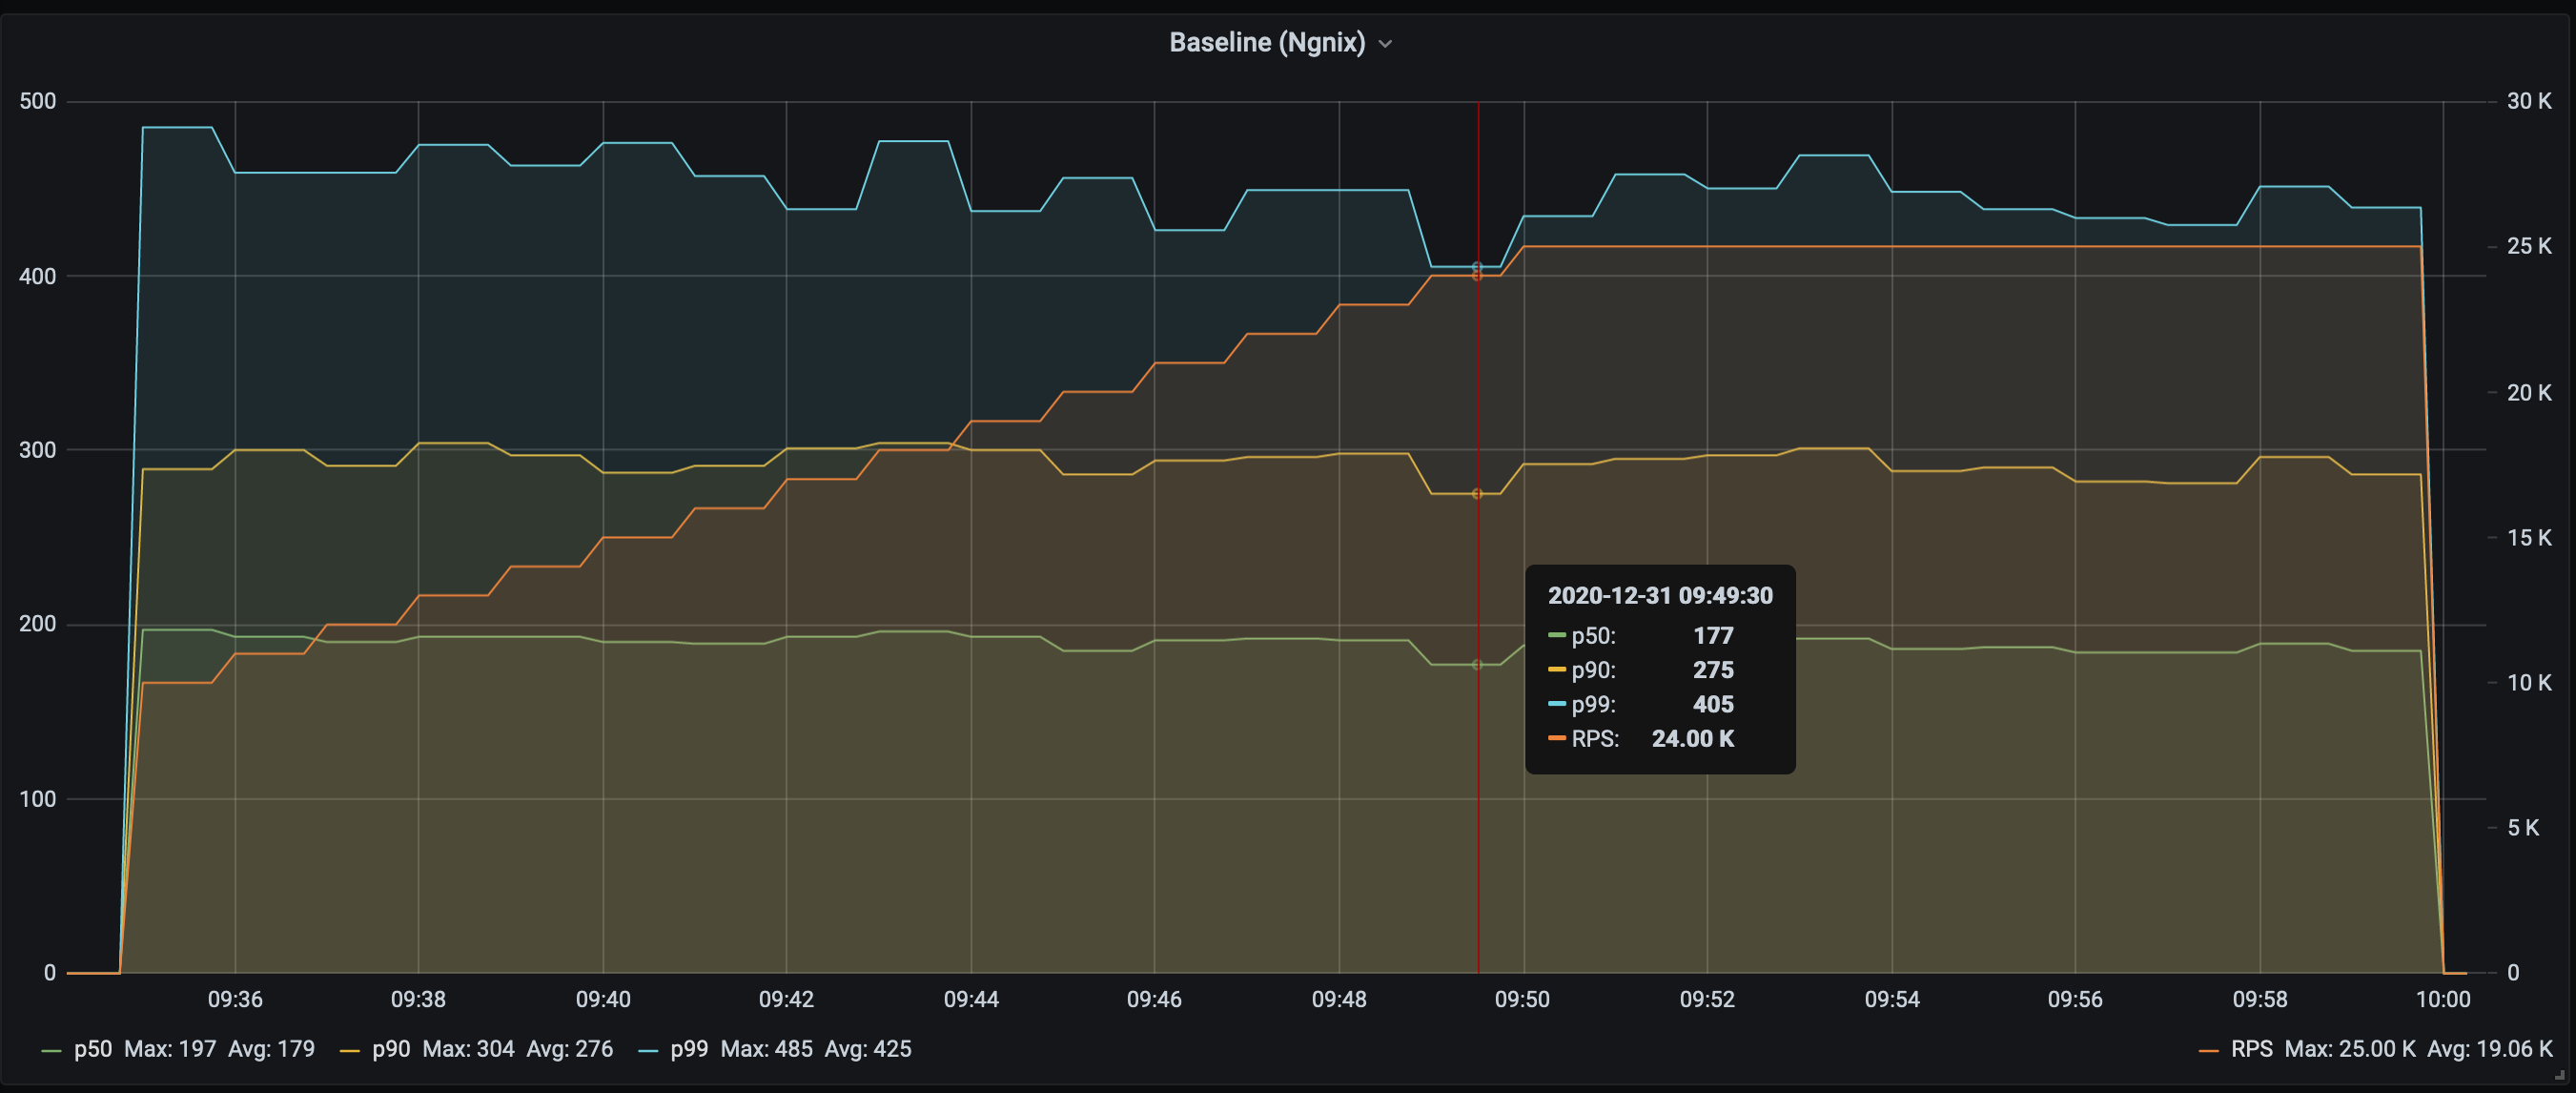 Baseline (Ngnix)
500
400
300
200
100
0
30 K
25 K
20 K
15 K
10 K
5 K
0
2020-12-31 09:49:30
p50: 177
p90: 275
p99: 405
RPS: 24.00 K
09:36 09:38 09:40 09:42 09:44 09:46 09:48 09:50 09:52 09:54 09:56 09:58 10:00
p50 Max: 197 Avg: 179 p90 Max: 304 Avg: 276 p99 Max: 485 Avg: 425 RPS Max: 25.00 K Avg: 19.06 K